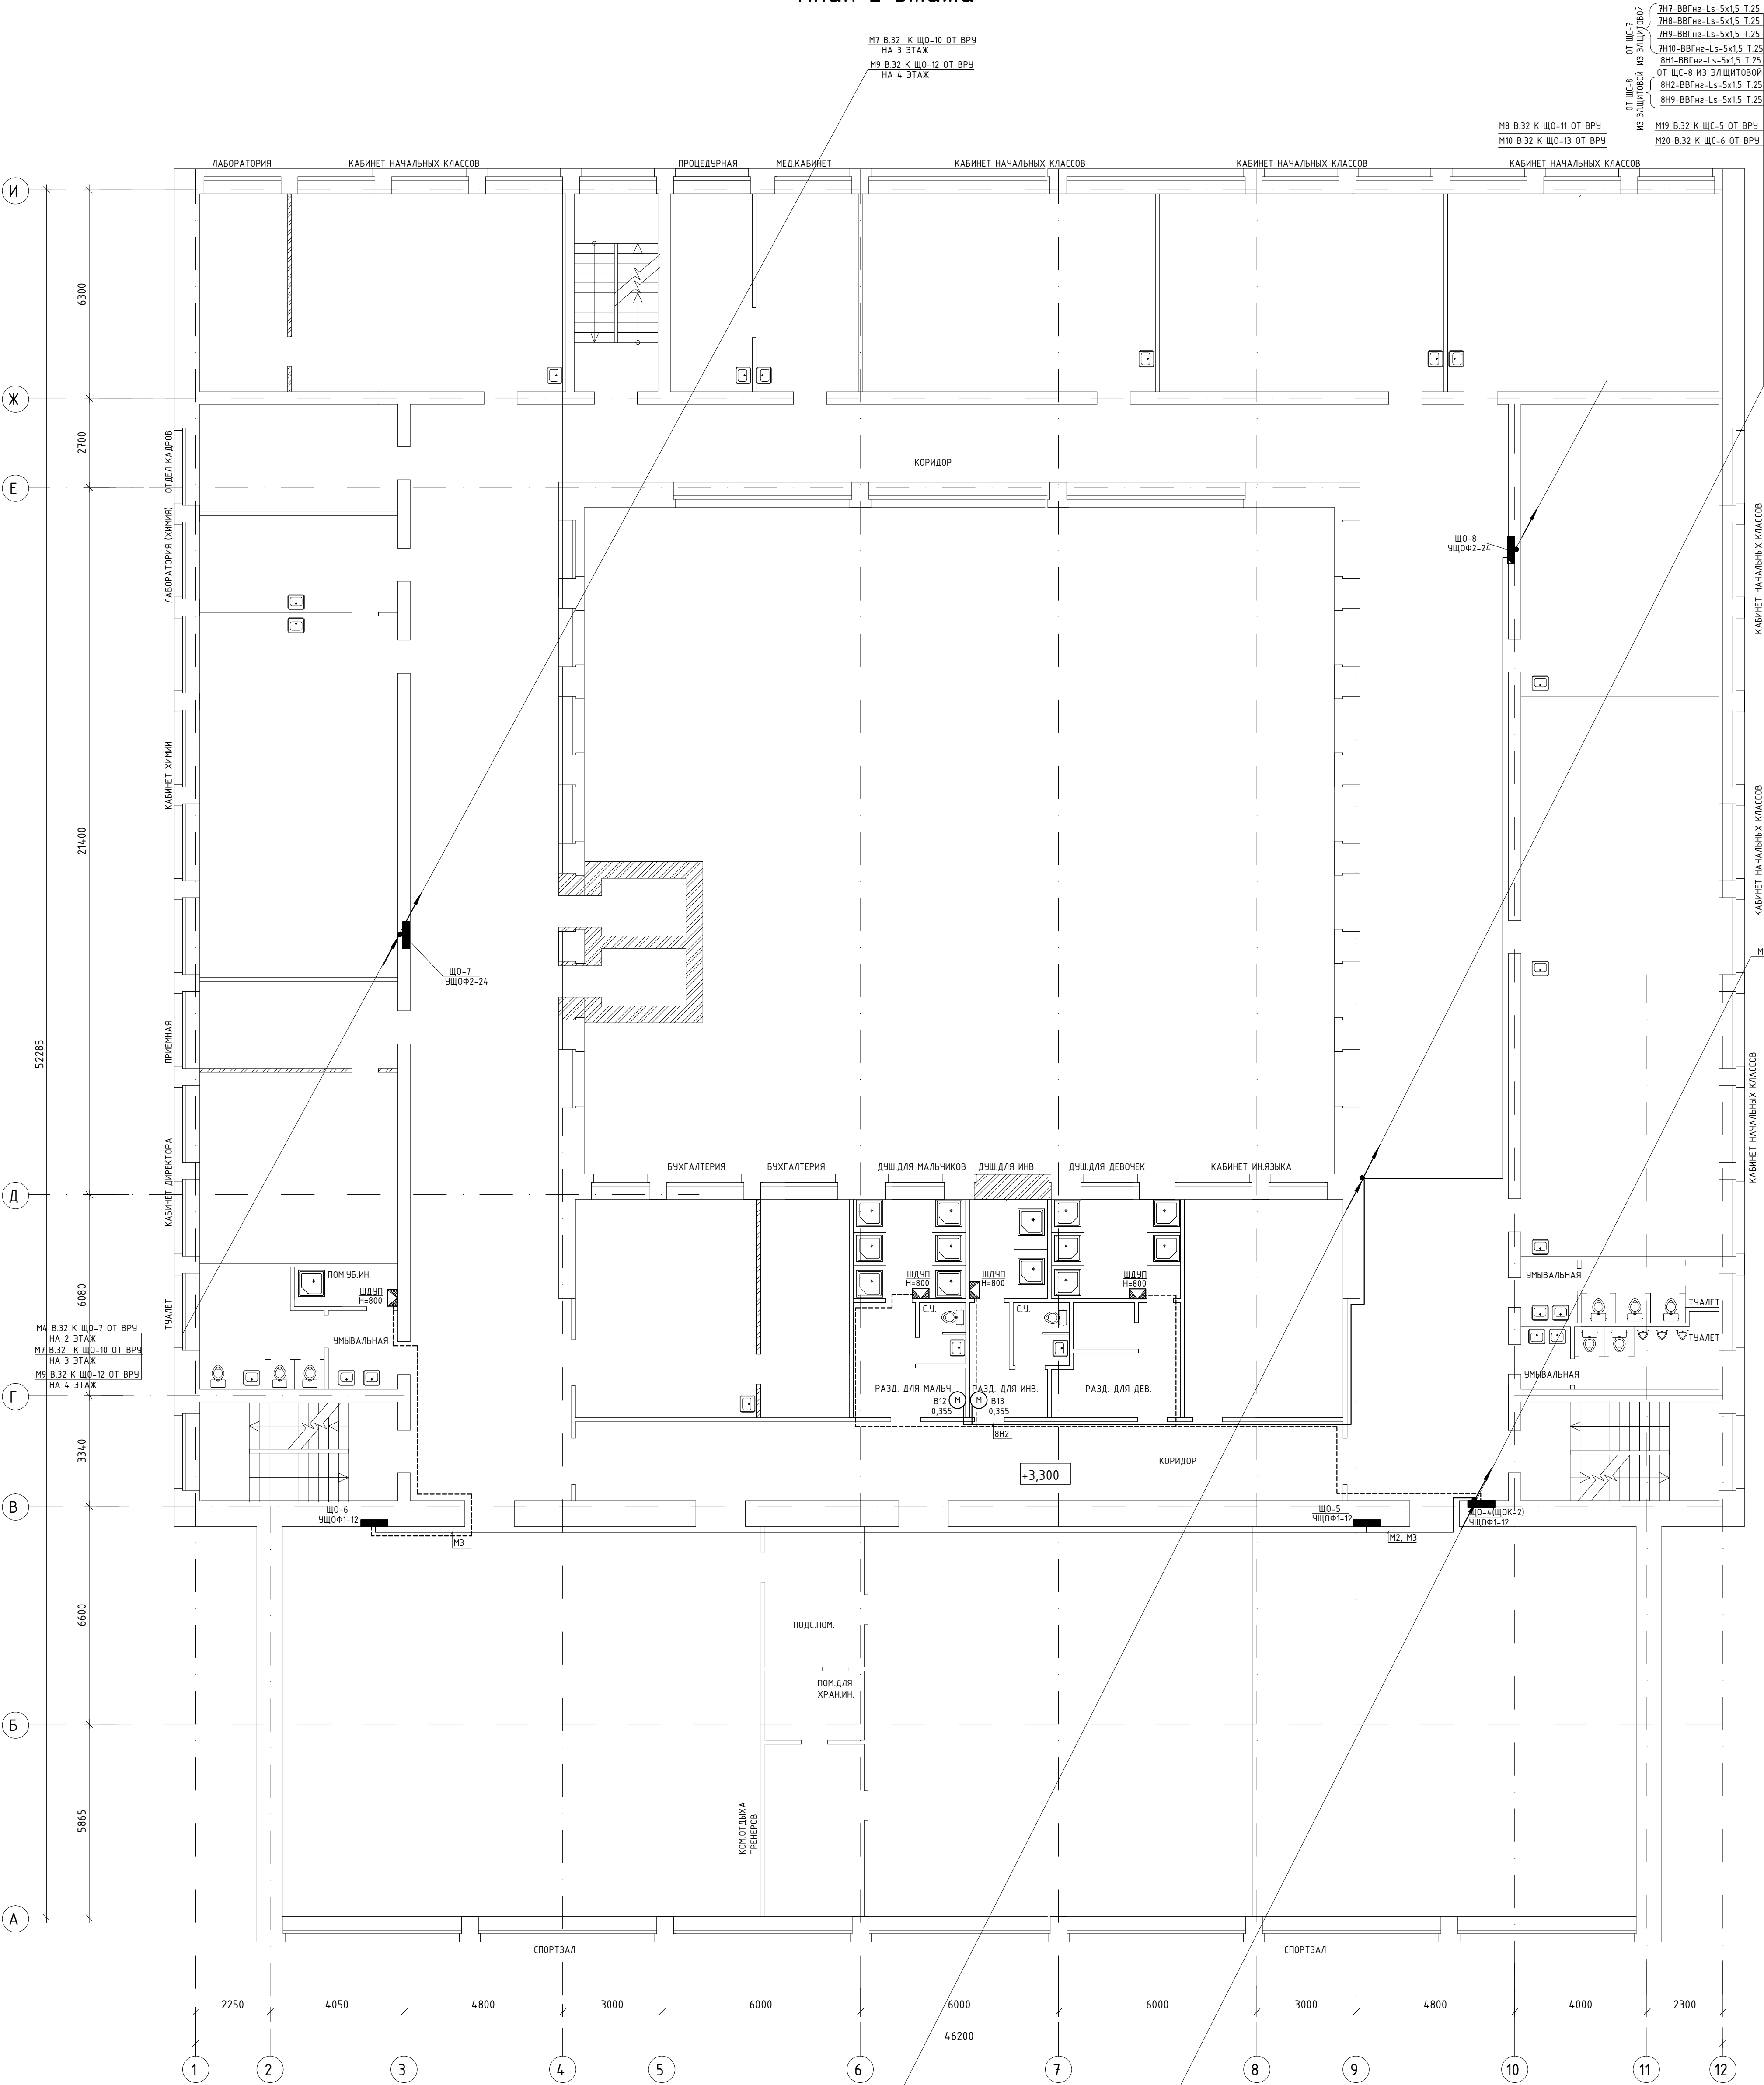 М7 В.32 К ЩО-10 ОТ ВРУ
НА 3 ЭТАЖ
М9 В.32 К ЩО-12 ОТ ВРУ
НА 4 ЭТАЖ
ОТ ЩС-7
ИЗ ЭЛ.ЩИТОВОЙ
7Н7-ВВГнг-Ls-5х1,5 Т.25
7Н8-ВВГнг-Ls-5х1,5 Т.25
7Н9-ВВГнг-Ls-5х1,5 Т.25
7Н10-ВВГнг-Ls-5х1,5 Т.25
8Н1-ВВГнг-Ls-5х1,5 Т.25
ОТ ЩС-8 ИЗ ЭЛ.ЩИТОВОЙ
ОТ ЩС-8
ИЗ ЭЛ.ЩИТОВОЙ
8Н2-ВВГнг-Ls-5х1,5 Т.25
8Н9-ВВГнг-Ls-5х1,5 Т.25
М8 В.32 К ЩО-11 ОТ ВРУ
М10 В.32 К ЩО-13 ОТ ВРУ
М19 В.32 К ЩС-5 ОТ ВРУ
М20 В.32 К ЩС-6 ОТ ВРУ
ЛАБОРАТОРИЯ
КАБИНЕТ НАЧАЛЬНЫХ КЛАССОВ
ПРОЦЕДУРНАЯ
МЕД.КАБИНЕТ
КАБИНЕТ НАЧАЛЬНЫХ КЛАССОВ
КАБИНЕТ НАЧАЛЬНЫХ КЛАССОВ
КАБИНЕТ НАЧАЛЬНЫХ КЛАССОВ
И
6300
Ж
2700
ОТДЕЛ КАДРОВ
КОРИДОР
Е
ЛАБОРАТОРИЯ (ХИМИЯ)
ЩО-8
УЩОФ2-24
КАБИНЕТ НАЧАЛЬНЫХ КЛАССОВ
КАБИНЕТ ХИМИИ
21400
КАБИНЕТ НАЧАЛЬНЫХ КЛАССОВ
М
ЩО-7
УЩОФ2-24
52285
ПРИЕМНАЯ
КАБИНЕТ НАЧАЛЬНЫХ КЛАССОВ
КАБИНЕТ ДИРЕКТОРА
БУХГАЛТЕРИЯ
БУХГАЛТЕРИЯ
ДУШ.ДЛЯ МАЛЬЧИКОВ
ДУШ.ДЛЯ ИНВ.
ДУШ.ДЛЯ ДЕВОЧЕК
КАБИНЕТ ИН.ЯЗЫКА
Д
6080
ТУАЛЕТ
ПОМ.УБ.ИН.
ШДУП
Н=800
ШДУП
Н=800
ШДУП
Н=800
ШДУП
Н=800
УМЫВАЛЬНАЯ
ТУАЛЕТ
С.У.
С.У.
М4 В.32 К ЩО-7 ОТ ВРУ
НА 2 ЭТАЖ
М7 В.32 К ЩО-10 ОТ ВРУ
НА 3 ЭТАЖ
М9 В.32 К ЩО-12 ОТ ВРУ
НА 4 ЭТАЖ
УМЫВАЛЬНАЯ
ТУАЛЕТ
УМЫВАЛЬНАЯ
РАЗД. ДЛЯ МАЛЬЧ.
РАЗД. ДЛЯ ИНВ.
РАЗД. ДЛЯ ДЕВ.
В12
0,355
М
М
В13
0,355
Г
8Н2
3340
КОРИДОР
+3,300
В
ЩО-6
УЩОФ1-12
ЩО-5
УЩОФ1-12
ЩО-4(ЩОК-2)
УЩОФ1-12
М3
М2, М3
6600
ПОДС.ПОМ.
ПОМ.ДЛЯ
ХРАН.ИН.
Б
5865
КОМ.ОТДЫХА
ТРЕНЕРОВ
А
СПОРТЗАЛ
СПОРТЗАЛ
2250
4050
4800
3000
6000
6000
6000
3000
4800
4000
2300
46200
1
2
3
4
5
6
7
8
9
10
11
12